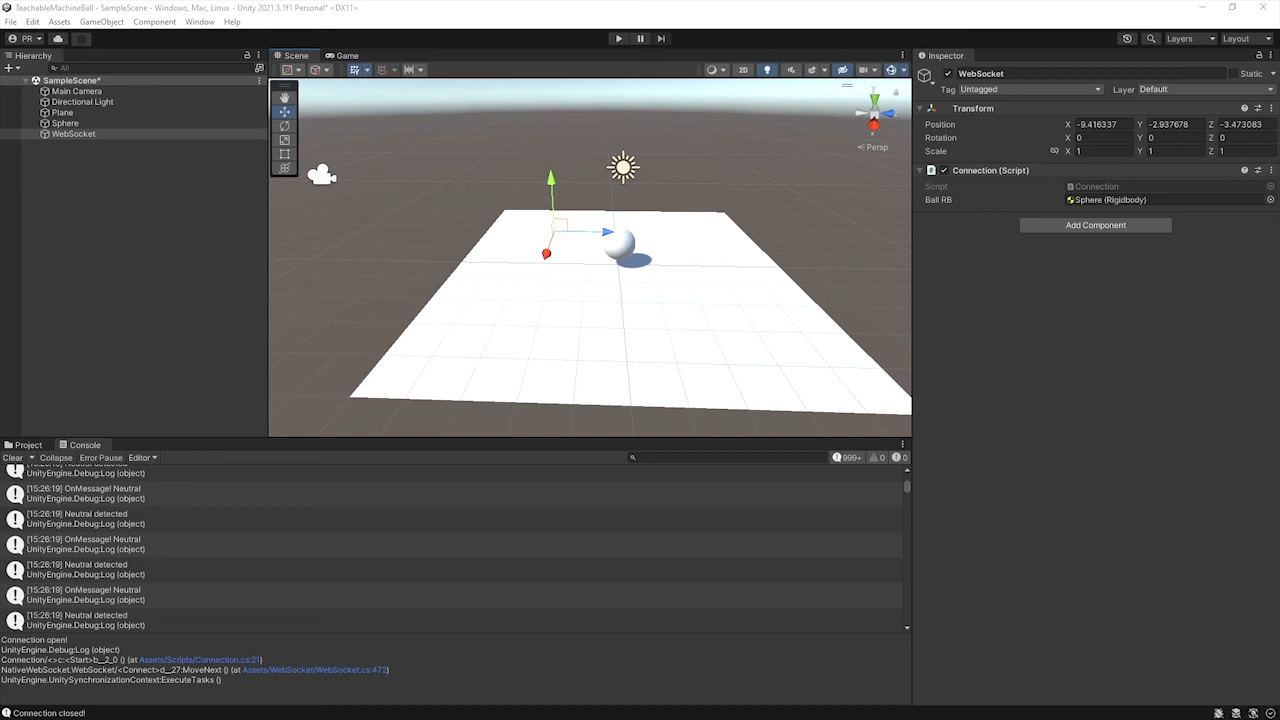 TeachableMachineBall - SampleScene - Windows, Mac, Linux - Unity 2021.3.1f1 Personal* <DX11>
File Edit Assets GameObject Component Window Help
PR Layers Layout
Hierarchy
All
SampleScene*
Main Camera
Directional Light
Plane
Sphere
WebSocket
Scene Game
2D
y
x
Persp
Inspector
WebSocket Static
Tag Untagged Layer Default
Transform
Position X -9.416337 Y -2.937678 Z -3.473083
Rotation X 0 Y 0 Z 0
Scale X 1 Y 1 Z 1
Connection (Script)
Script Connection
Ball RB Sphere (Rigidbody)
Add Component
Project Console
Clear Collapse Error Pause Editor 999+ 0 0
[15:26:19] Neutral detected
UnityEngine.Debug:Log (object)
[15:26:19] OnMessage! Neutral
UnityEngine.Debug:Log (object)
[15:26:19] Neutral detected
UnityEngine.Debug:Log (object)
[15:26:19] OnMessage! Neutral
UnityEngine.Debug:Log (object)
[15:26:19] Neutral detected
UnityEngine.Debug:Log (object)
[15:26:19] OnMessage! Neutral
UnityEngine.Debug:Log (object)
[15:26:19] Neutral detected
UnityEngine.Debug:Log (object)
Connection open!
UnityEngine.Debug:Log (object)
Connection/<>c:<Start>b__2_0 () (at Assets/Scripts/Connection.cs:21)
NativeWebSocket.WebSocket/<Connect>d__27:MoveNext () (at Assets/WebSocket/WebSocket.cs:472)
UnityEngine.UnitySynchronizationContext:ExecuteTasks ()
Connection closed!